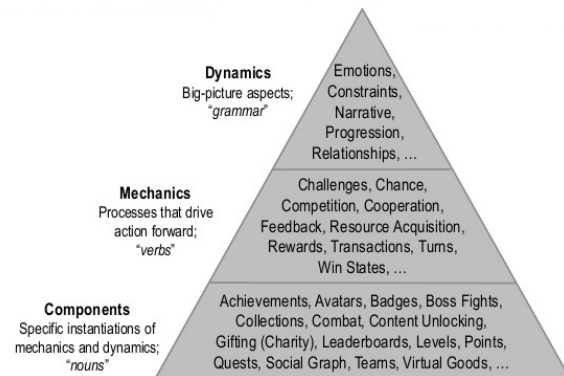 Dynamics
Big-picture aspects;
“grammar”
Emotions,
Constraints,
Narrative,
Progression,
Relationships, ...
Mechanics
Processes that drive
action forward;
“verbs”
Challenges, Chance,
Competition, Cooperation,
Feedback, Resource Acquisition,
Rewards, Transactions, Turns,
Win States, ...
Components
Specific instantiations of
mechanics and dynamics;
“nouns”
Achievements, Avatars, Badges, Boss Fights,
Collections, Combat, Content Unlocking,
Gifting (Charity), Leaderboards, Levels, Points,
Quests, Social Graph, Teams, Virtual Goods, ...